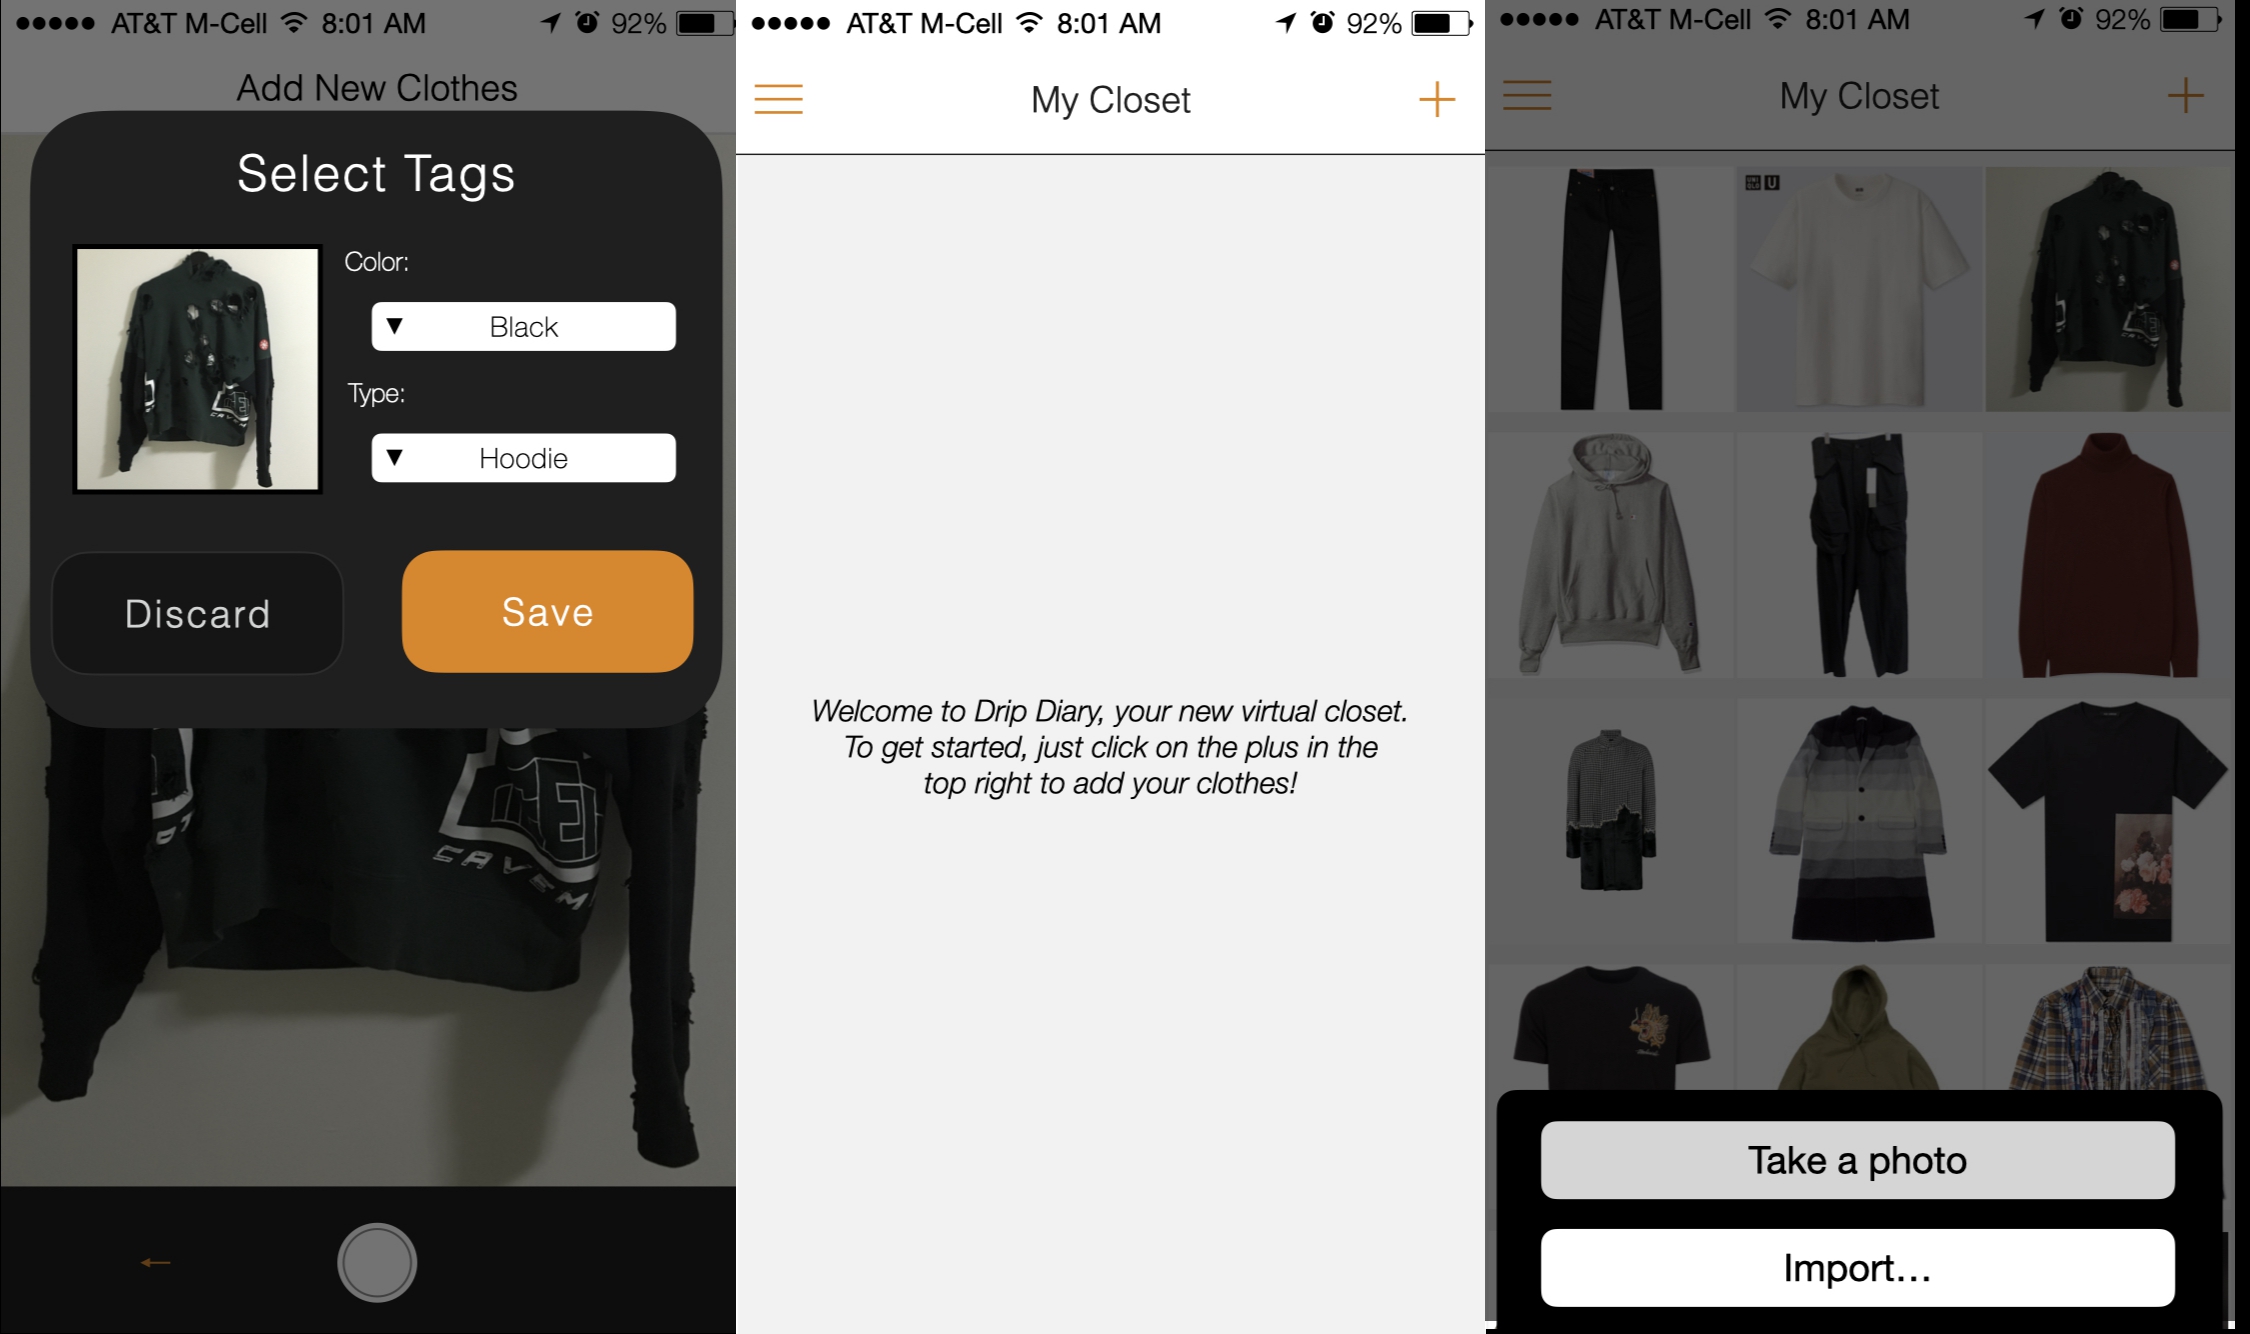 AT&T M-Cell 8:01 AM 92%
Add New Clothes
Select Tags
Color:
▼ Black
Type:
▼ Hoodie
Discard
Save
CAVEM
AT&T M-Cell 8:01 AM 92%
My Closet
+
Welcome to Drip Diary, your new virtual closet.
To get started, just click on the plus in the
top right to add your clothes!
AT&T M-Cell 8:01 AM 92%
My Closet
+
U
Take a photo
Import...